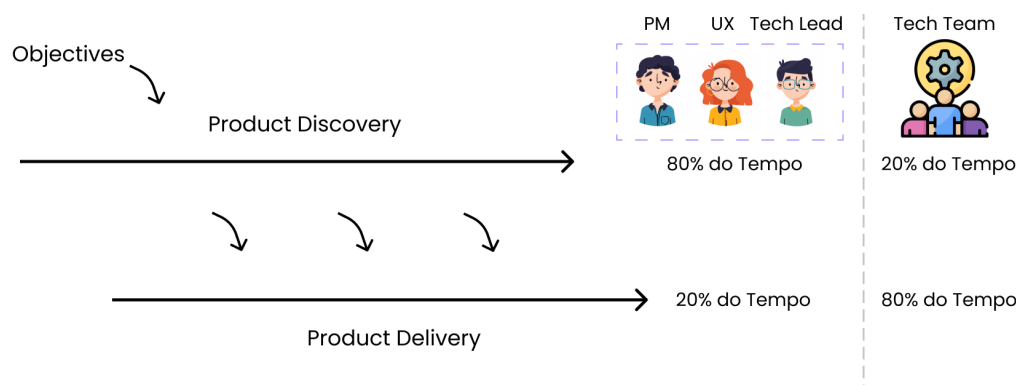 PM UX Tech Lead Tech Team
Objectives
Product Discovery
80% do Tempo 20% do Tempo
20% do Tempo 80% do Tempo
Product Delivery